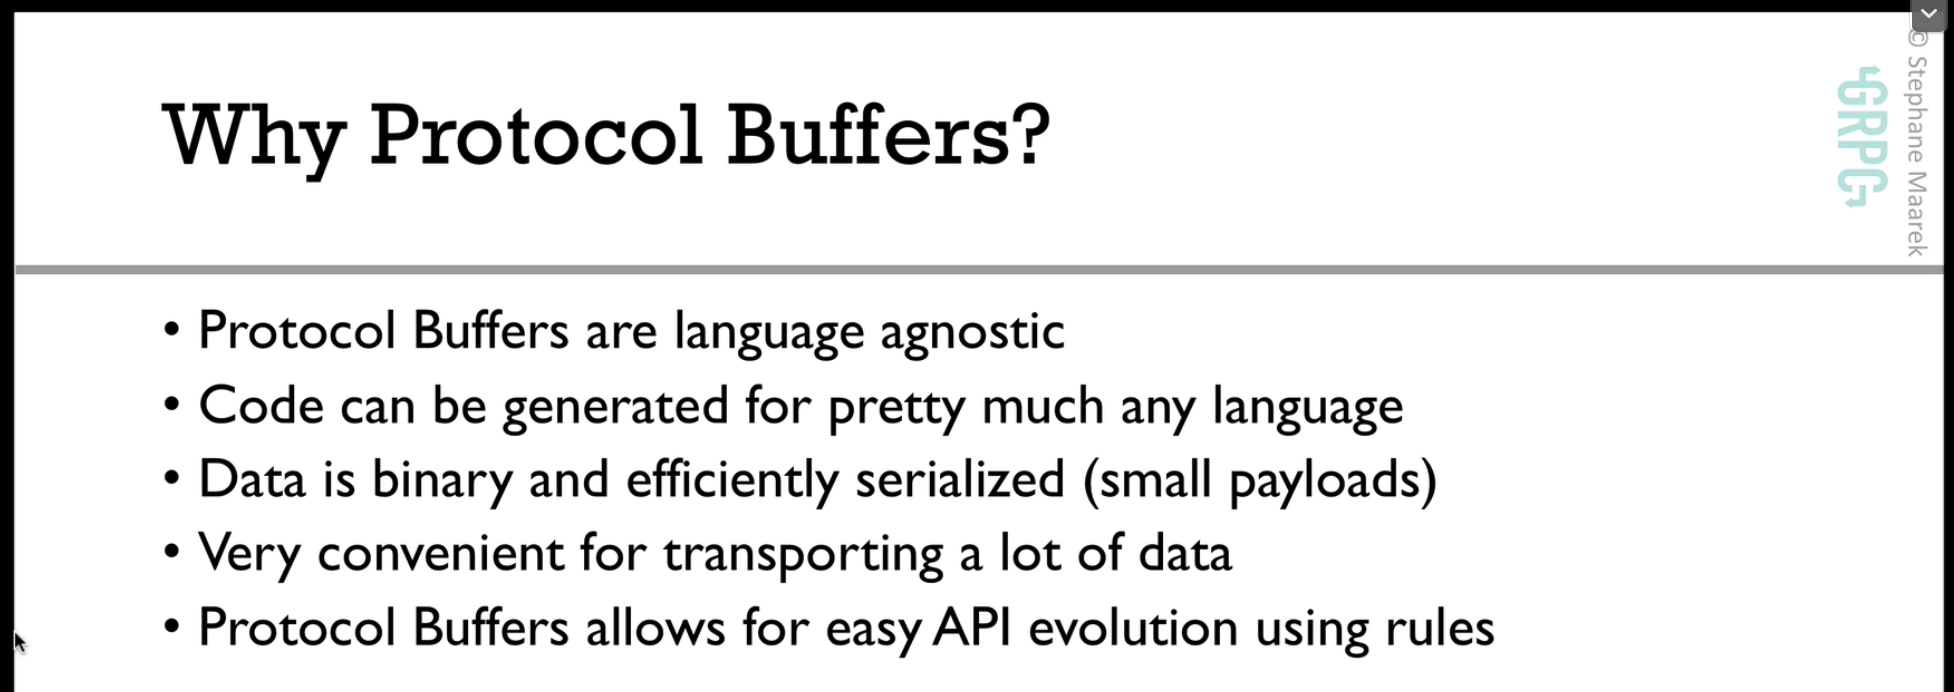 Why Protocol Buffers?
GRPC
© Stephane Maarek
• Protocol Buffers are language agnostic
• Code can be generated for pretty much any language
• Data is binary and efficiently serialized (small payloads)
• Very convenient for transporting a lot of data
• Protocol Buffers allows for easy API evolution using rules